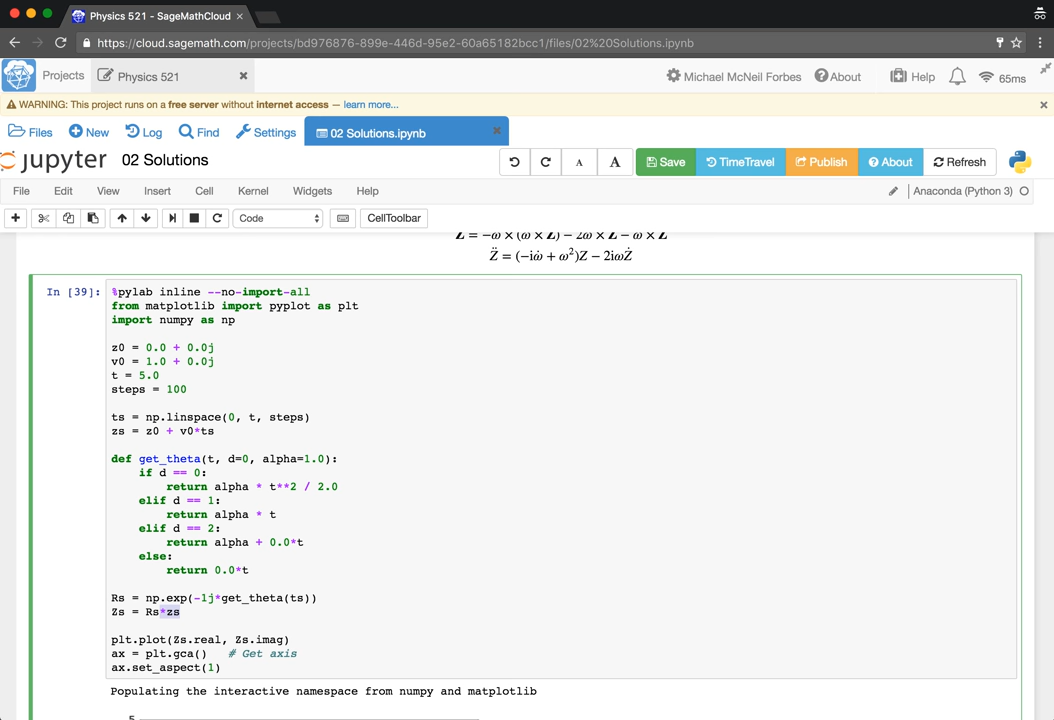 Physics 521 - SageMathCloud
https://cloud.sagemath.com/projects/bd976876-899e-446d-95e2-60a65182bcc1/files/02%20Solutions.ipynb
Projects Physics 521 Michael McNeil Forbes About Help 65ms
WARNING: This project runs on a free server without internet access — learn more...
Files New Log Find Settings 02 Solutions.ipynb
jupyter 02 Solutions A A Save TimeTravel Publish About Refresh
File Edit View Insert Cell Kernel Widgets Help Anaconda (Python 3)
Code CellToolbar
Z̈ = (−iω̇ + ω²)Z − 2iωŻ
In [39]: %pylab inline --no-import-all
from matplotlib import pyplot as plt
import numpy as np
z0 = 0.0 + 0.0j
v0 = 1.0 + 0.0j
t = 5.0
steps = 100
ts = np.linspace(0, t, steps)
zs = z0 + v0*ts
def get_theta(t, d=0, alpha=1.0):
if d == 0:
return alpha * t**2 / 2.0
elif d == 1:
return alpha * t
elif d == 2:
return alpha + 0.0*t
else:
return 0.0*t
Rs = np.exp(-1j*get_theta(ts))
Zs = Rs*zs
plt.plot(Zs.real, Zs.imag)
ax = plt.gca() # Get axis
ax.set_aspect(1)
Populating the interactive namespace from numpy and matplotlib
5